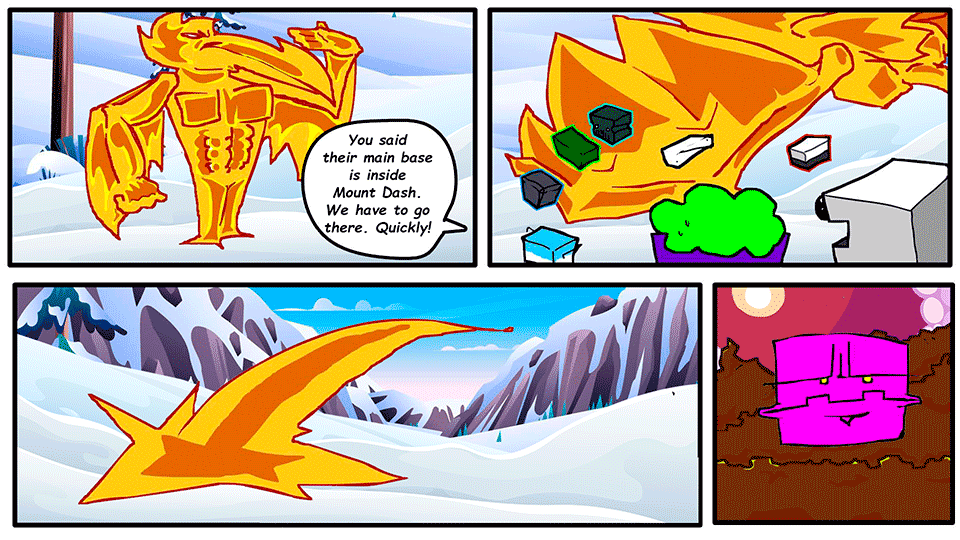 You said
their main base
is inside
Mount Dash.
We have to go
there. Quickly!